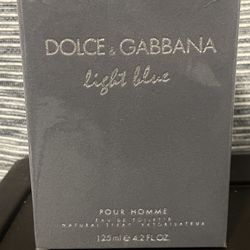 DOLCE & GABBANA
light blue
POUR HOMME
EAU DE TOILETTE
NATURAL SPRAY VAPORISATEUR
125 ml e 4.2 FL.OZ.